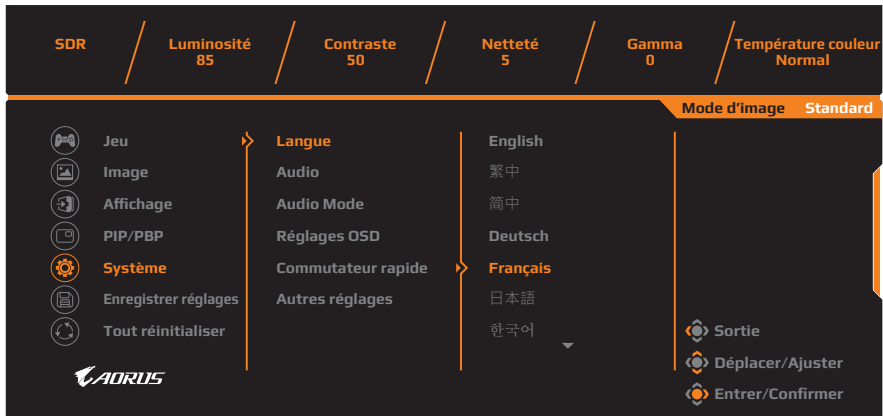 SDR
Luminosité
85
Contraste
50
Netteté
5
Gamma
0
Température couleur
Normal
Mode d'image Standard
Jeu
Image
Affichage
PIP/PBP
Système
Enregistrer réglages
Tout réinitialiser
Langue
Audio
Audio Mode
Réglages OSD
Commutateur rapide
Autres réglages
English
繁中
简中
Deutsch
Français
日本語
한국어
Sortie
Déplacer/Ajuster
Entrer/Confirmer
AORUS